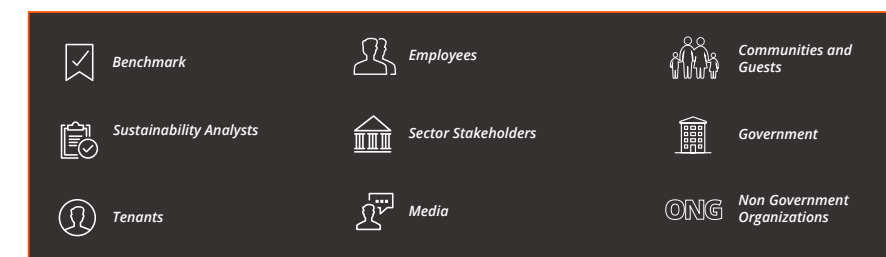 Benchmark
Employees
Communities and
Guests
Sustainability Analysts
Sector Stakeholders
Government
Tenants
Media
ONG
Non Government
Organizations